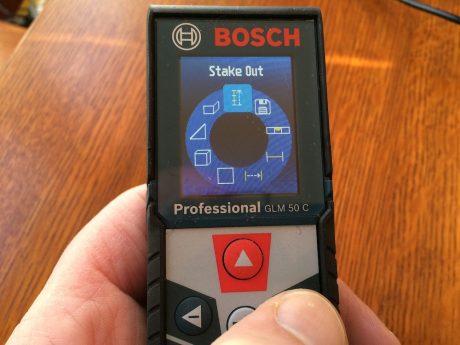 BOSCH
Stake Out
Professional GLM 50 C